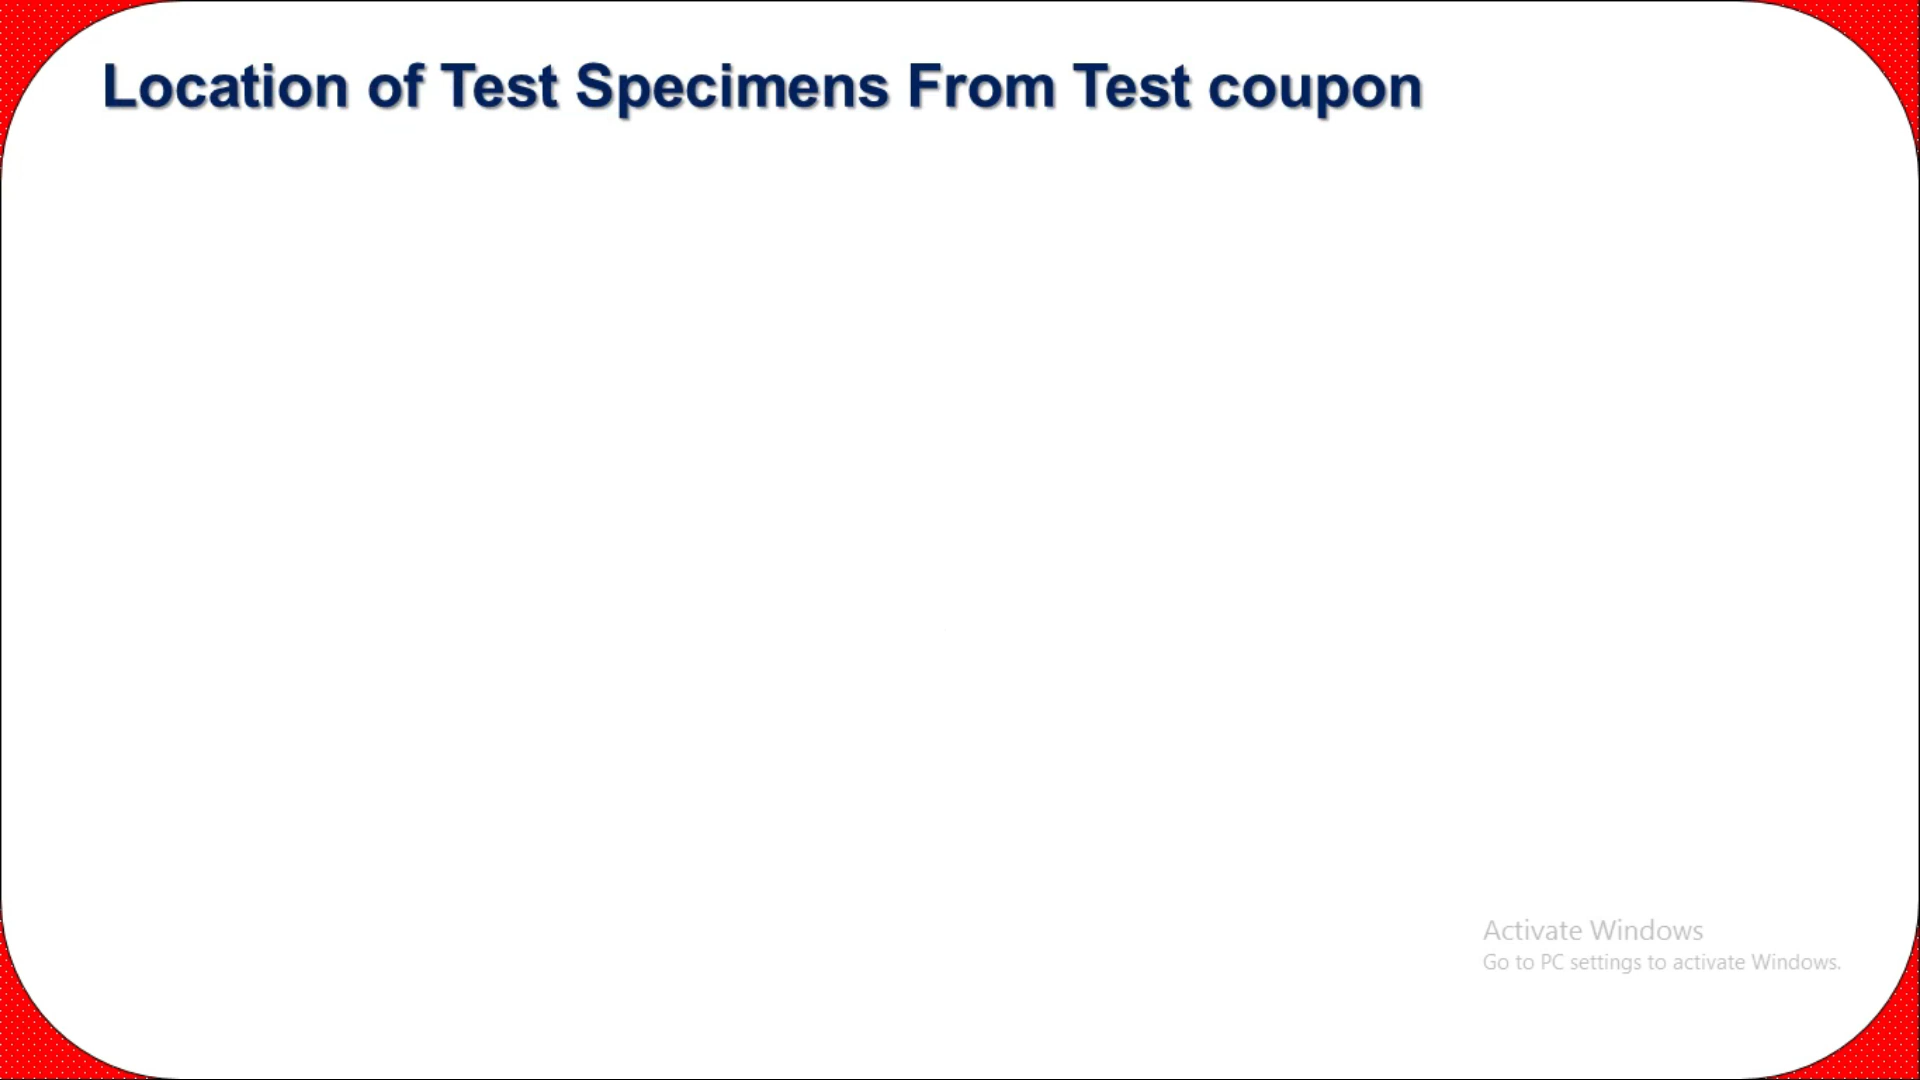 Location of Test Specimens From Test coupon
Activate Windows
Go to PC settings to activate Windows.